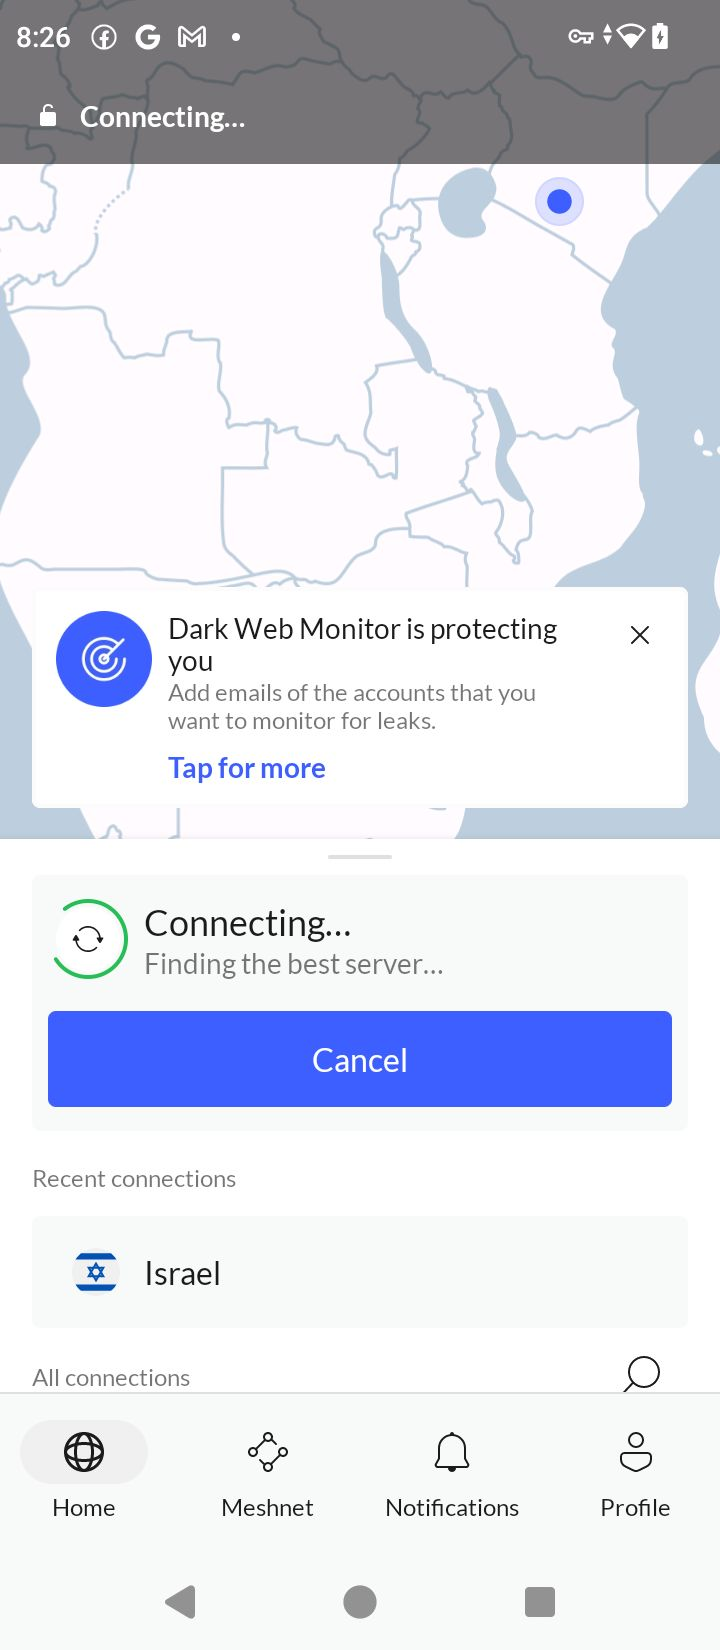 8:26
Connecting...
Dark Web Monitor is protecting
you
Add emails of the accounts that you
want to monitor for leaks.
Tap for more
Connecting...
Finding the best server...
Cancel
Recent connections
Israel
All connections
Home Meshnet Notifications Profile